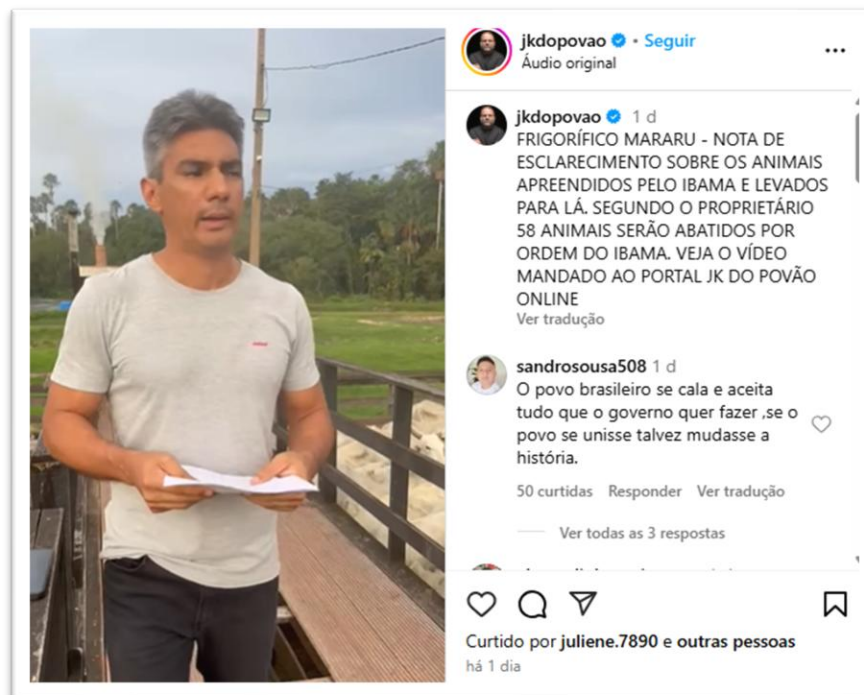 jkdopovao • Seguir
Áudio original
jkdopovao 1 d
FRIGORÍFICO MARARU - NOTA DE
ESCLARECIMENTO SOBRE OS ANIMAIS
APREENDIDOS PELO IBAMA E LEVADOS
PARA LÁ. SEGUNDO O PROPRIETÁRIO
58 ANIMAIS SERÃO ABATIDOS POR
ORDEM DO IBAMA. VEJA O VÍDEO
MANDADO AO PORTAL JK DO POVÃO
ONLINE
Ver tradução
sandrosousa508 1 d
O povo brasileiro se cala e aceita
tudo que o governo quer fazer ,se o
povo se unisse talvez mudasse a
história.
50 curtidas Responder Ver tradução
Ver todas as 3 respostas
Curtido por juliene.7890 e outras pessoas
há 1 dia